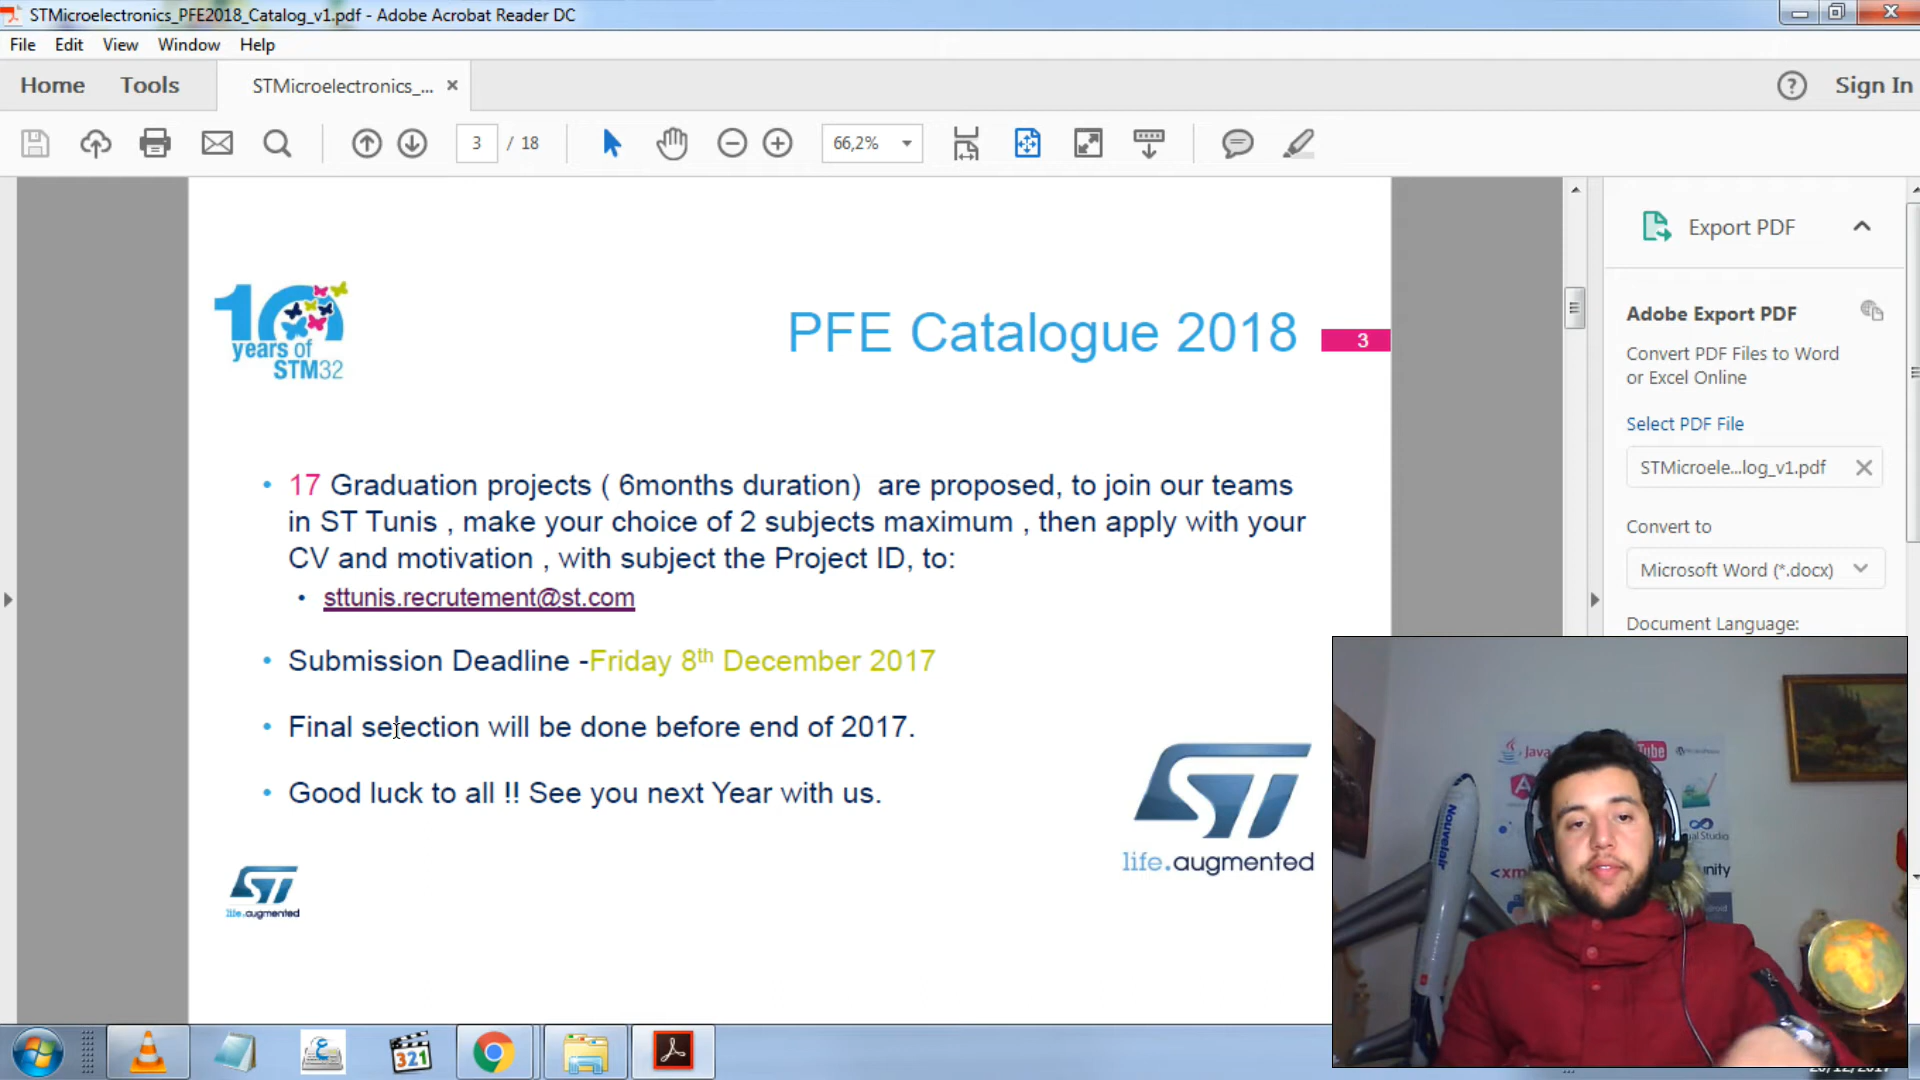 STMicroelectronics_PFE2018_Catalog_v1.pdf - Adobe Acrobat Reader DC
File Edit View Window Help
Home Tools STMicroelectronics_... Sign In
3 / 18 66,2%
Export PDF
Adobe Export PDF
Convert PDF Files to Word
or Excel Online
Select PDF File
STMicroele...log_v1.pdf
Convert to
Microsoft Word (*.docx)
Document Language:
10
years of
STM32
PFE Catalogue 2018 3
• 17 Graduation projects ( 6months duration) are proposed, to join our teams
in ST Tunis , make your choice of 2 subjects maximum , then apply with your
CV and motivation , with subject the Project ID, to:
• sttunis.recrutement@st.com
• Submission Deadline -Friday 8th December 2017
• Final selection will be done before end of 2017.
• Good luck to all !! See you next Year with us.
ST
life.augmented
ST
life.augmented
Java
Nouvelair
321